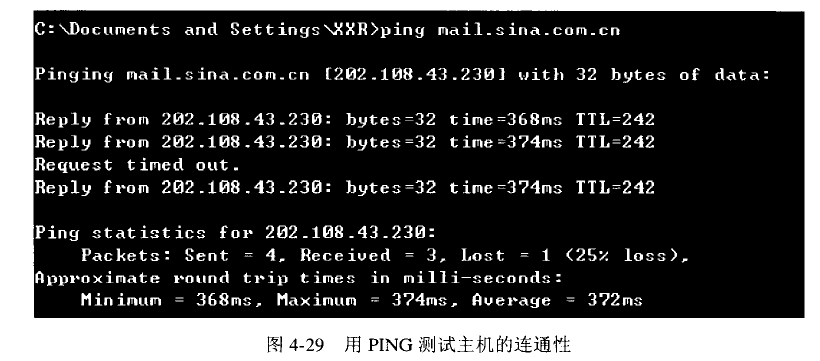 C:\Documents and Settings\XXR>ping mail.sina.com.cn
Pinging mail.sina.com.cn [202.108.43.230] with 32 bytes of data:
Reply from 202.108.43.230: bytes=32 time=368ms TTL=242
Reply from 202.108.43.230: bytes=32 time=374ms TTL=242
Request timed out.
Reply from 202.108.43.230: bytes=32 time=374ms TTL=242
Ping statistics for 202.108.43.230:
Packets: Sent = 4, Received = 3, Lost = 1 (25% loss),
Approximate round trip times in milli-seconds:
Minimum = 368ms, Maximum = 374ms, Average = 372ms
图 4-29 用 PING 测试主机的连通性